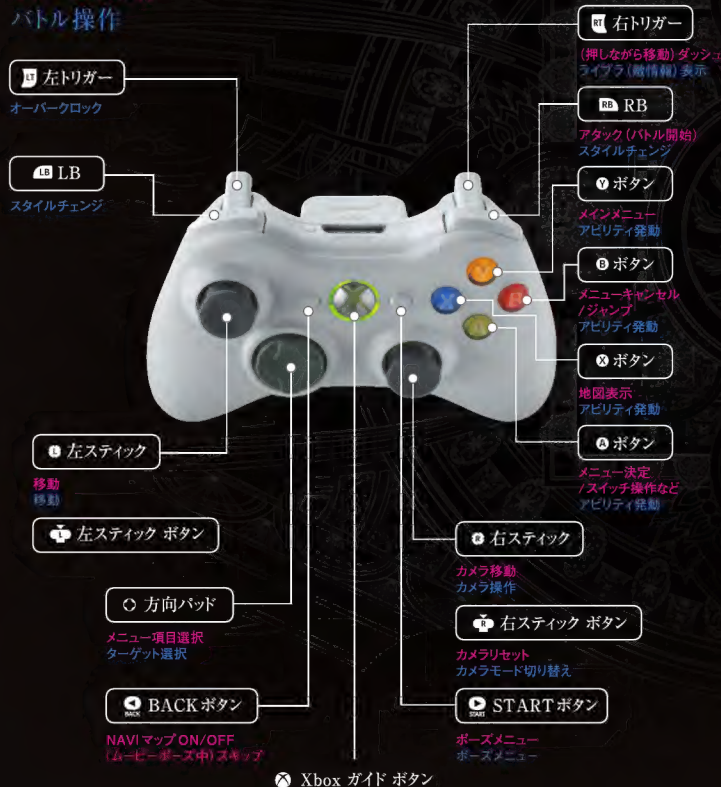 バトル操作
LT 左トリガー
オーバークロック
LB LB
スタイルチェンジ
RT 右トリガー
(押しながら移動)ダッシュ
ライブラ(敵情報)表示
RB RB
アタック(バトル開始)
スタイルチェンジ
Y ボタン
メインメニュー
アビリティ発動
B ボタン
メニューキャンセル
/ジャンプ
アビリティ発動
X ボタン
地図表示
アビリティ発動
A ボタン
メニュー決定
/スイッチ操作など
アビリティ発動
Y
X
B
A
L 左スティック
移動
移動
L 左スティック ボタン
方向パッド
メニュー項目選択
ターゲット選択
BACK BACKボタン
NAVIマップON/OFF
(ムービーポーズ中)スキップ
R 右スティック
カメラ移動
カメラ操作
R 右スティック ボタン
カメラリセット
カメラモード切り替え
START STARTボタン
ポーズメニュー
ポーズメニュー
Xbox ガイド ボタン